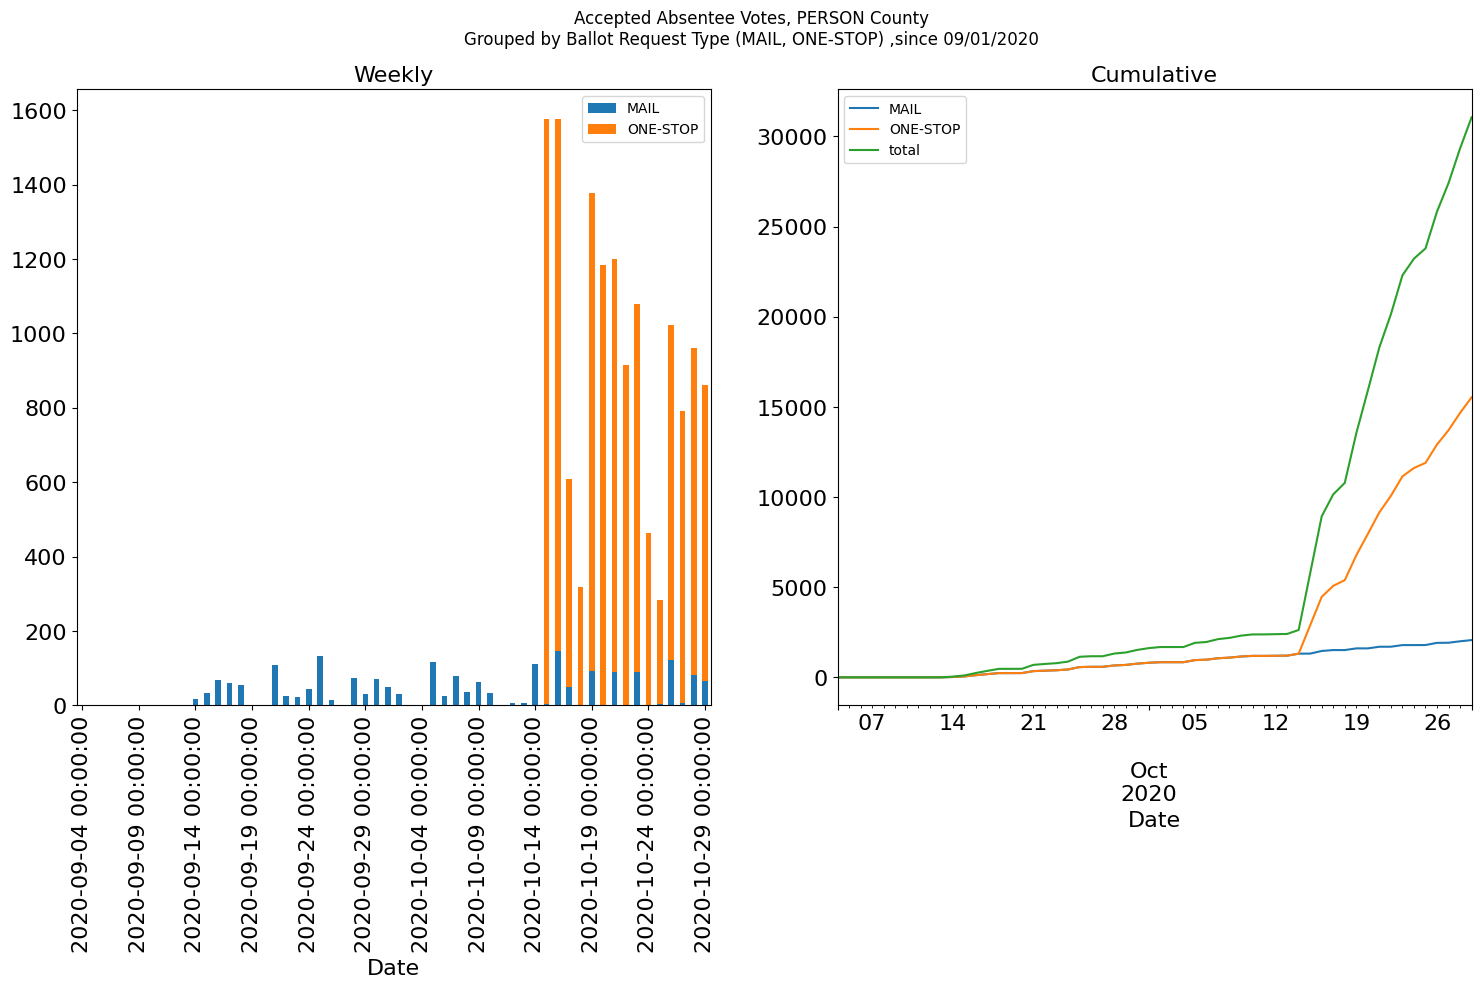 Accepted Absentee Votes, PERSON County
Grouped by Ballot Request Type (MAIL, ONE-STOP) ,since 09/01/2020
Weekly
1600
1400
1200
1000
800
600
400
200
0
MAIL
ONE-STOP
2020-09-04 00:00:00
2020-09-09 00:00:00
2020-09-14 00:00:00
2020-09-19 00:00:00
2020-09-24 00:00:00
2020-09-29 00:00:00
2020-10-04 00:00:00
2020-10-09 00:00:00
2020-10-14 00:00:00
2020-10-19 00:00:00
2020-10-24 00:00:00
2020-10-29 00:00:00
Date
Cumulative
30000
25000
20000
15000
10000
5000
0
MAIL
ONE-STOP
total
07 14 21 28 05 12 19 26
Oct
2020
Date